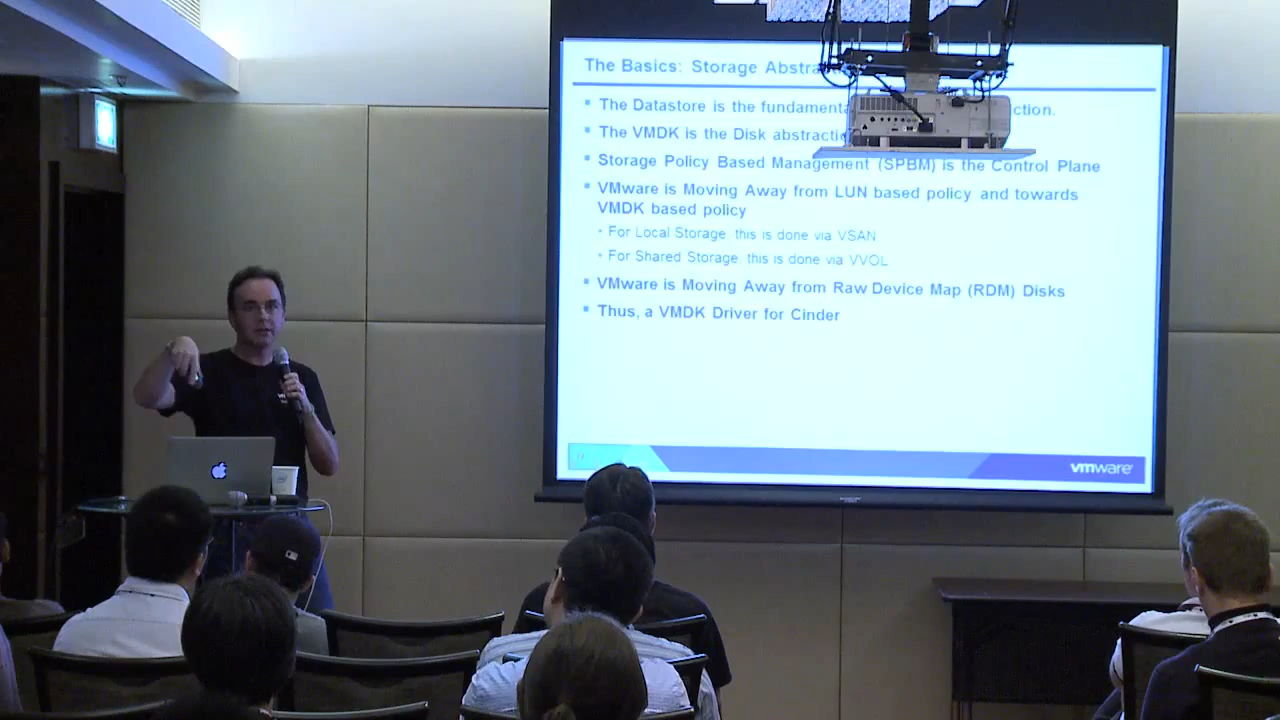 The Basics: Storage
The Datastore is the ction.
The VMDK is the Disk
Storage Policy Based Management (SPBM) is the Control Plane
VMware is Moving Away from LUN based policy and towards
VMDK based policy
- For Local Storage: this is done via VSAN
- For Shared Storage: this is done via VVOL
VMware is Moving Away from Raw Device Map (RDM) Disks
Thus, a VMDK Driver for Cinder
vmware